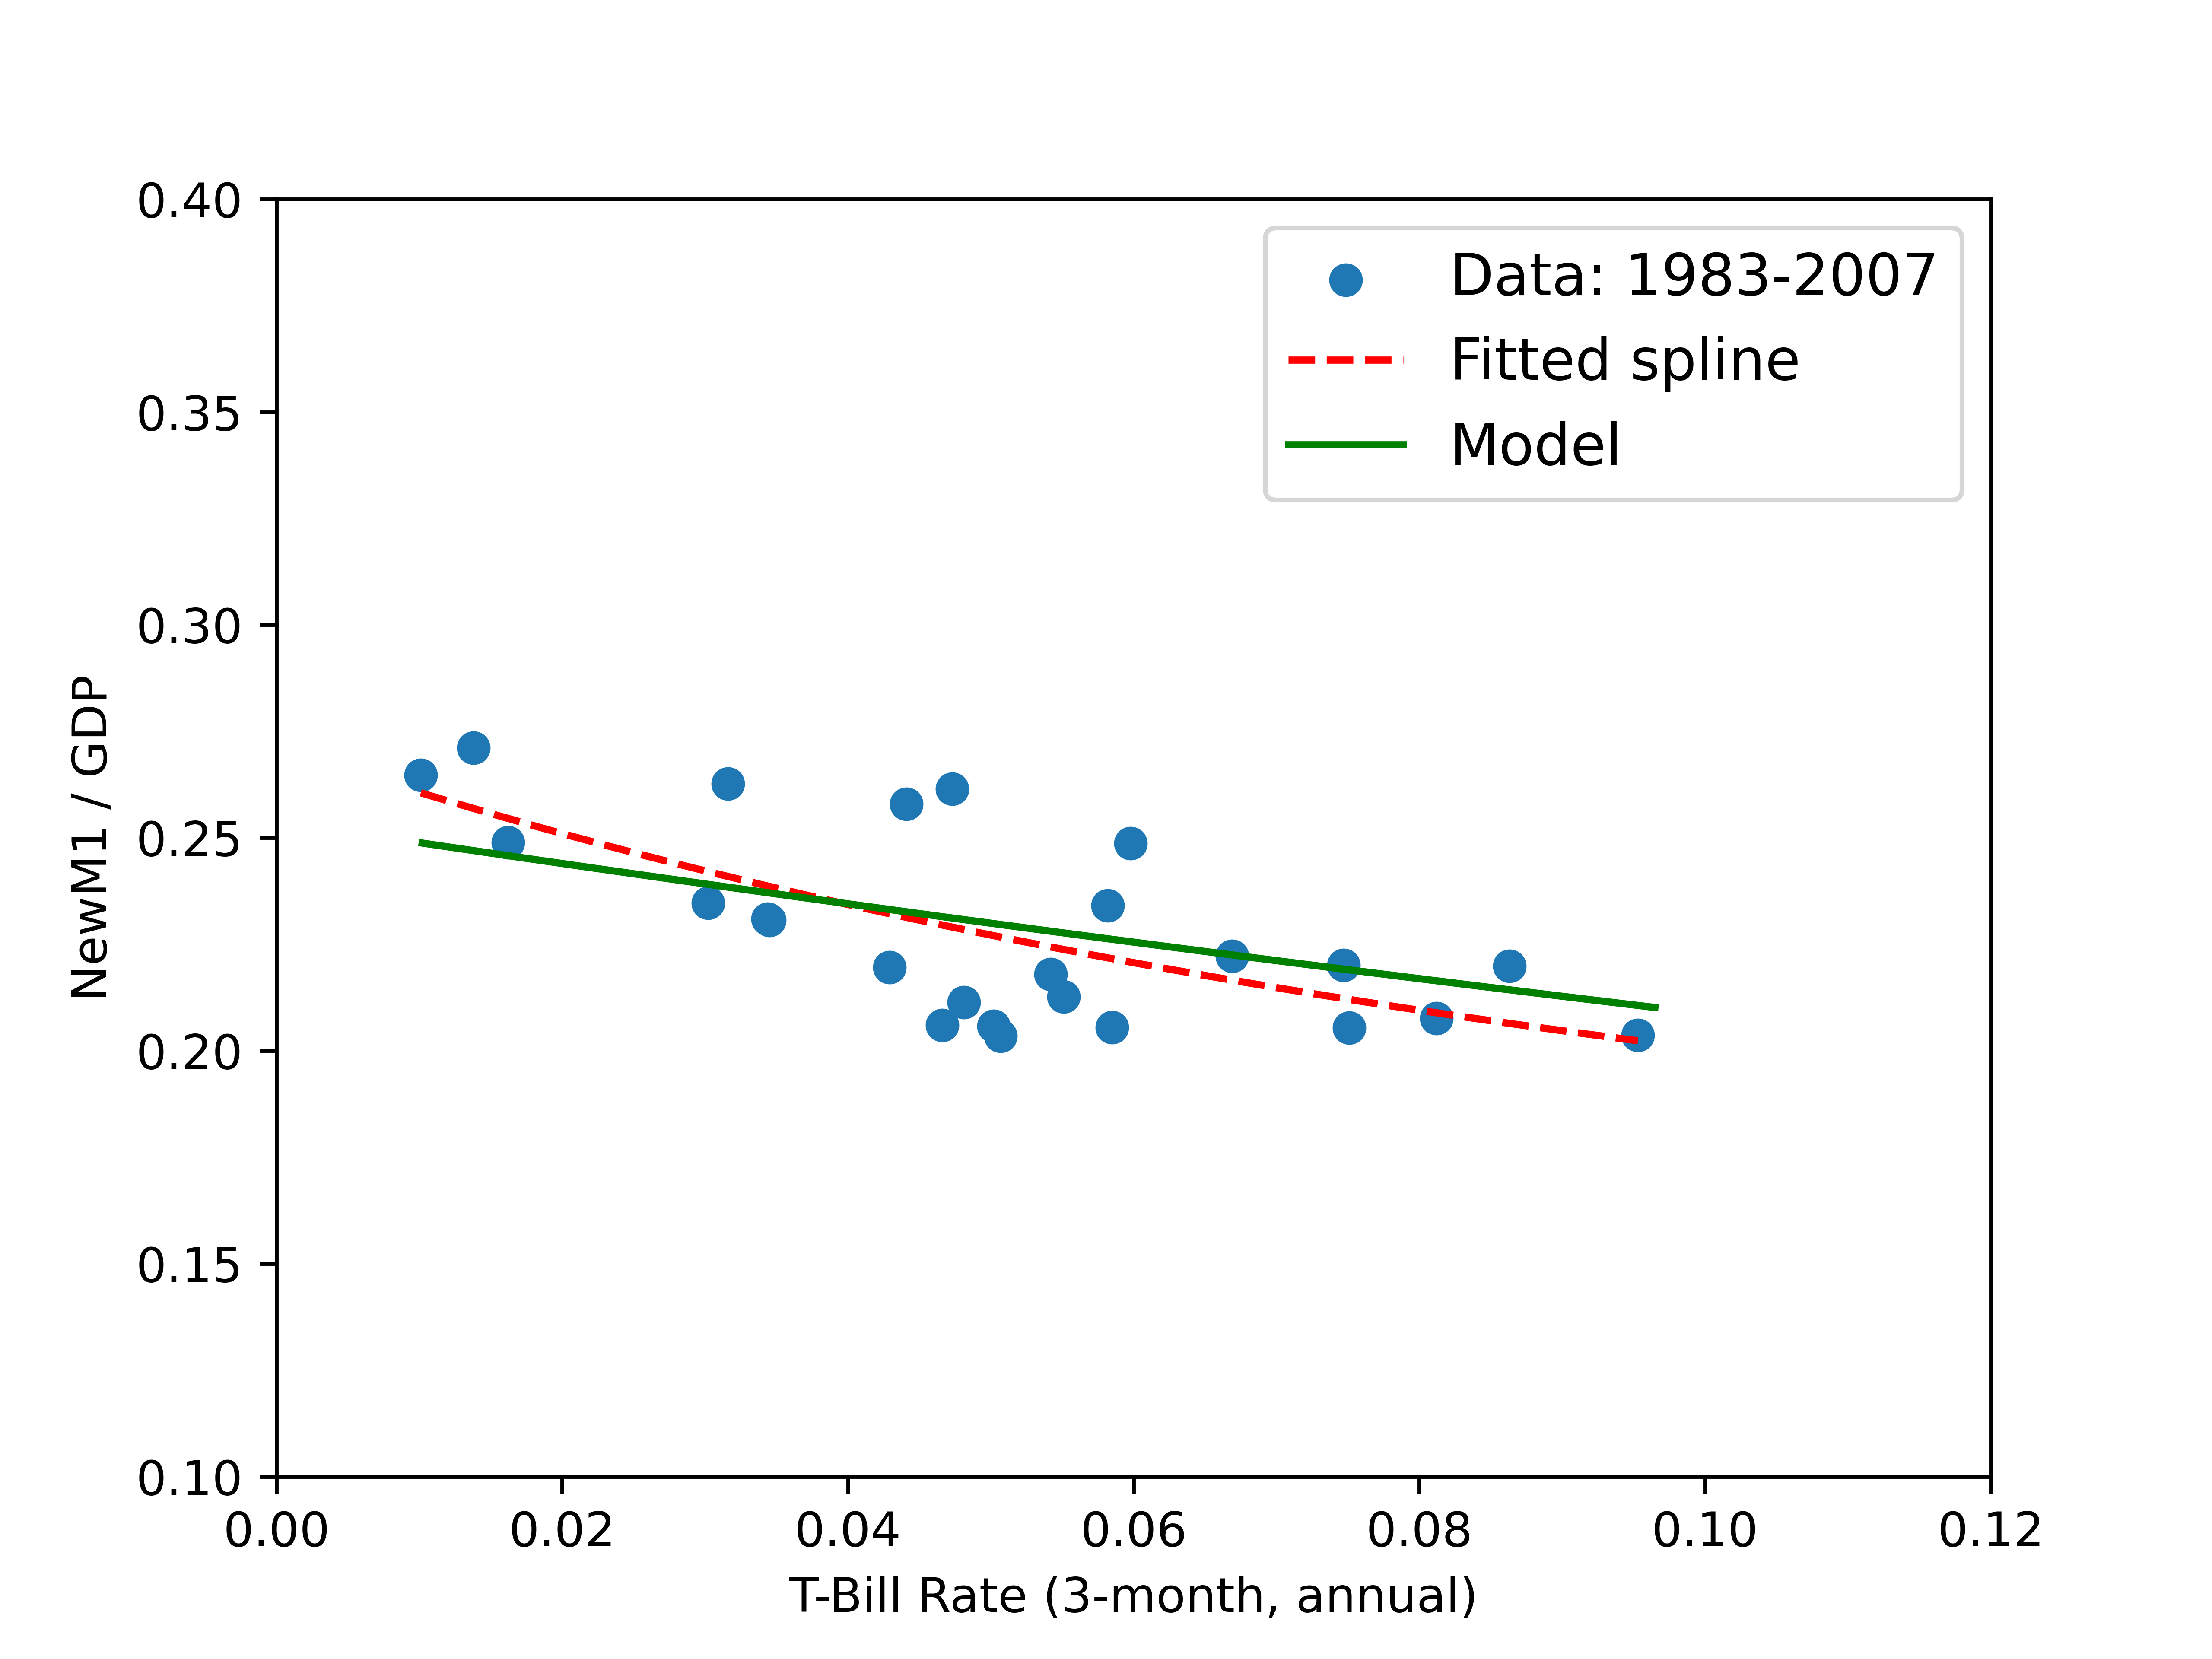 0.40
0.35
0.30
0.25
0.20
0.15
0.10
NewM1 / GDP
Data: 1983-2007
Fitted spline
Model
0.00 0.02 0.04 0.06 0.08 0.10 0.12
T-Bill Rate (3-month, annual)